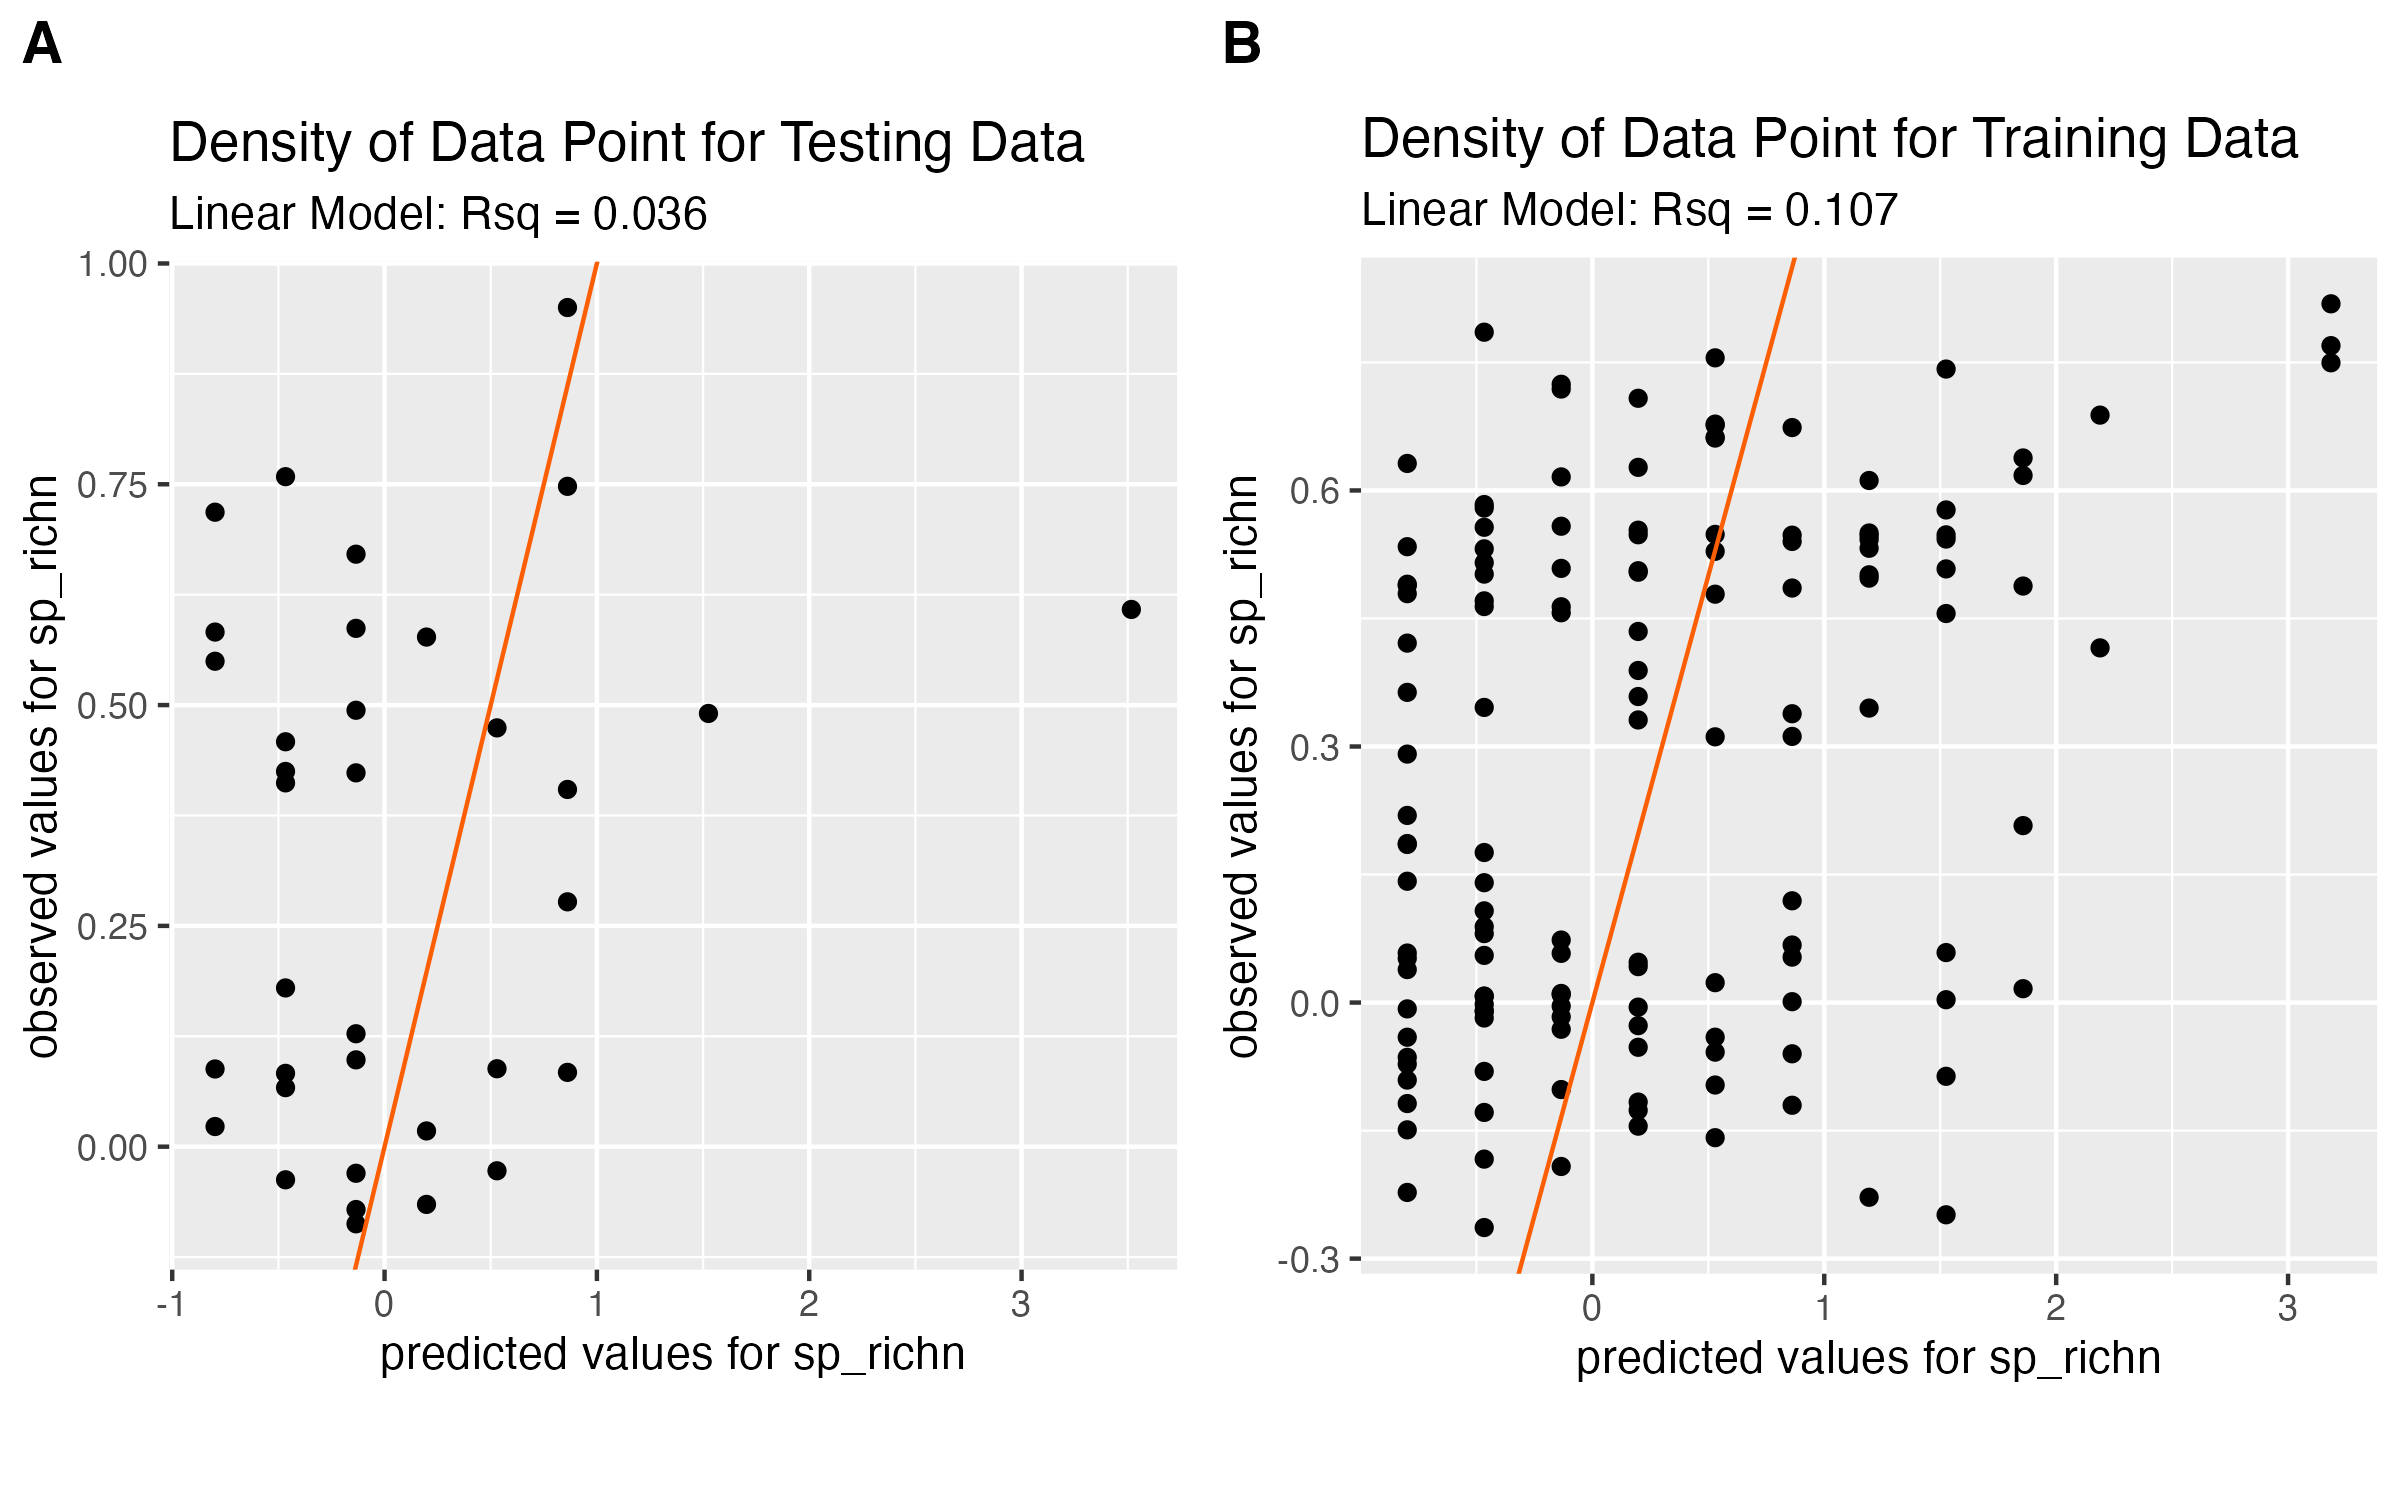 A
Density of Data Point for Testing Data
Linear Model: Rsq = 0.036
observed values for sp_richn
1.00
0.75
0.50
0.25
0.00
-1 0 1 2 3
predicted values for sp_richn
B
Density of Data Point for Training Data
Linear Model: Rsq = 0.107
observed values for sp_richn
0.6
0.3
0.0
-0.3
0 1 2 3
predicted values for sp_richn